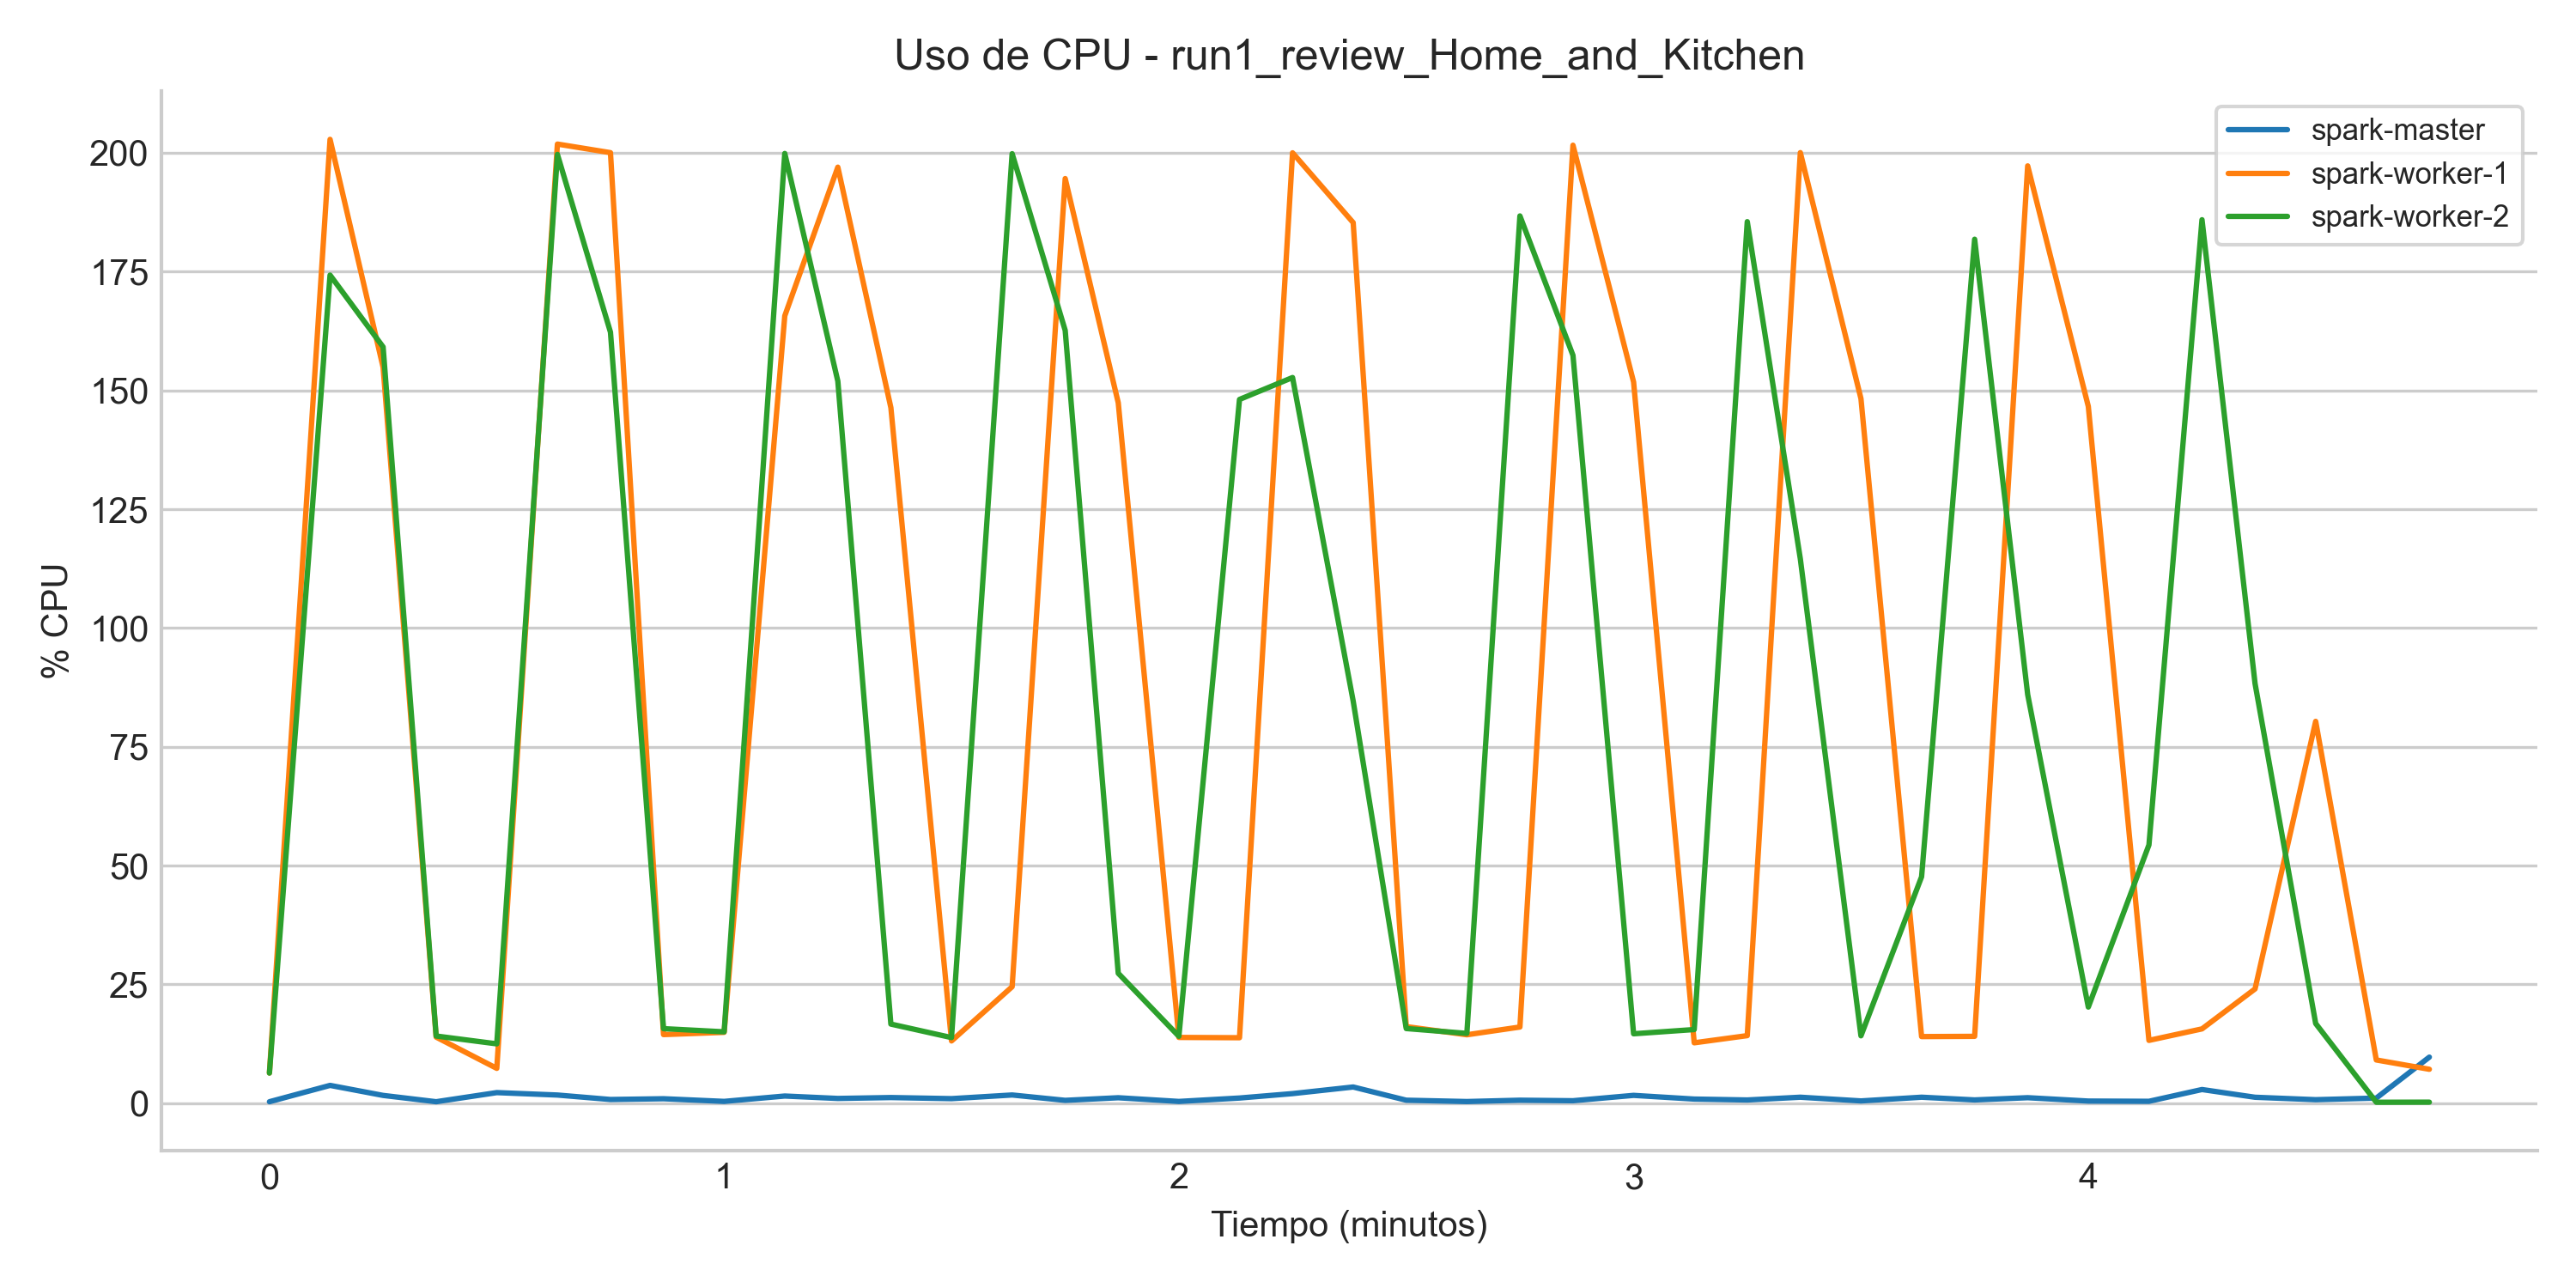 Uso de CPU - run1_review_Home_and_Kitchen
spark-master
spark-worker-1
spark-worker-2
200
175
150
125
100
75
50
25
0
% CPU
0 1 2 3 4
Tiempo (minutos)